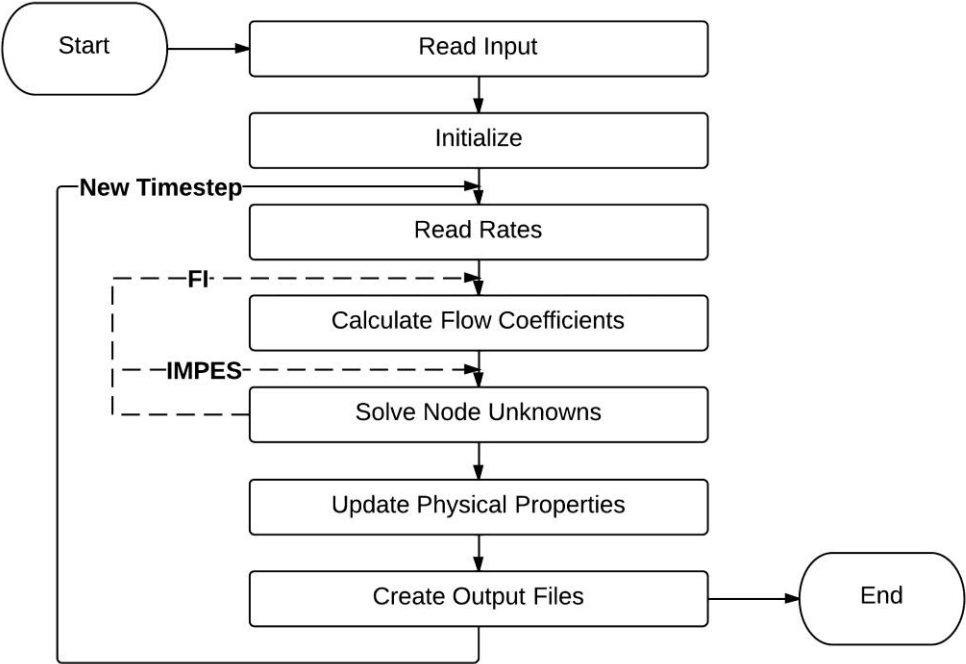 Start
Read Input
Initialize
New Timestep
Read Rates
FI
Calculate Flow Coefficients
IMPES
Solve Node Unknowns
Update Physical Properties
Create Output Files
End